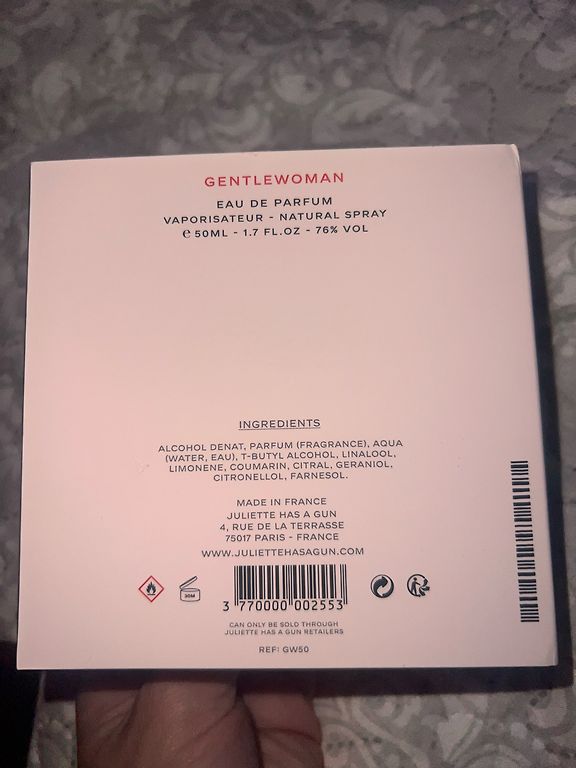 GENTLEWOMAN
EAU DE PARFUM
VAPORISATEUR - NATURAL SPRAY
℮ 50ML - 1.7 FL.OZ - 76% VOL
INGREDIENTS
ALCOHOL DENAT, PARFUM (FRAGRANCE), AQUA
(WATER, EAU), T-BUTYL ALCOHOL, LINALOOL,
LIMONENE, COUMARIN, CITRAL, GERANIOL,
CITRONELLOL, FARNESOL.
MADE IN FRANCE
JULIETTE HAS A GUN
4, RUE DE LA TERRASSE
75017 PARIS - FRANCE
WWW.JULIETTEHASAGUN.COM
30M
3 770000 002553
CAN ONLY BE SOLD THROUGH
JULIETTE HAS A GUN RETAILERS
REF: GW50